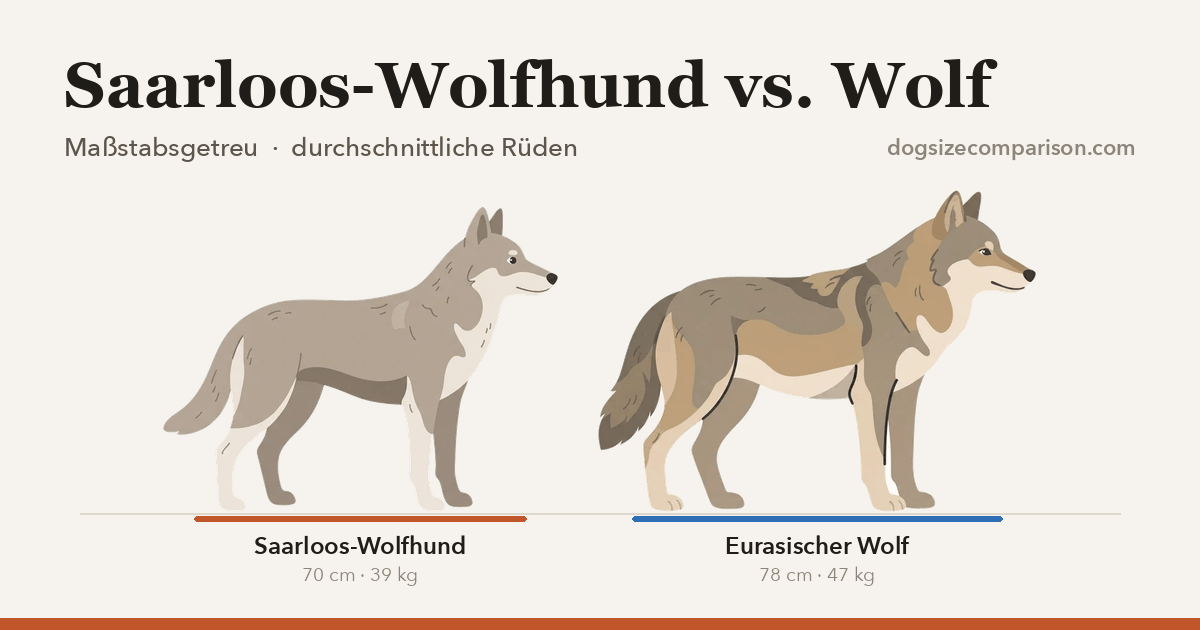 Saarloos-Wolfhund vs. Wolf
Maßstabsgetreu · durchschnittliche Rüden
dogsizecomparison.com
Saarloos-Wolfhund
70 cm · 39 kg
Eurasischer Wolf
78 cm · 47 kg